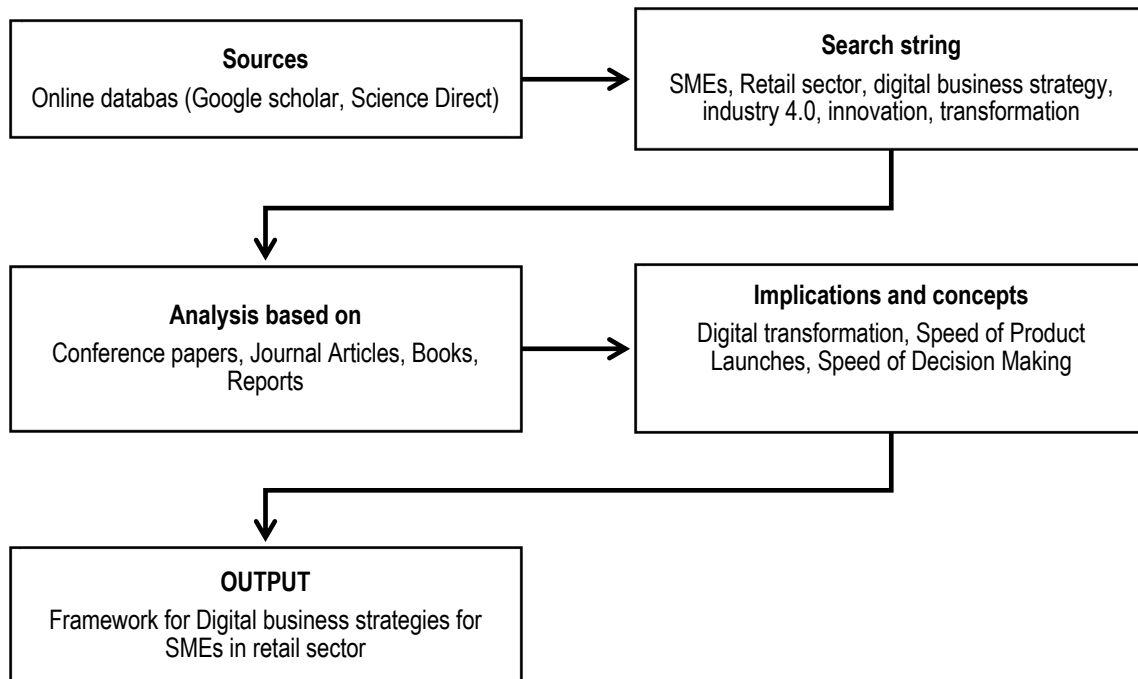 Sources
Online databas (Google scholar, Science Direct)
Search string
SMEs, Retail sector, digital business strategy,
industry 4.0, innovation, transformation
Analysis based on
Conference papers, Journal Articles, Books,
Reports
Implications and concepts
Digital transformation, Speed of Product
Launches, Speed of Decision Making
OUTPUT
Framework for Digital business strategies for
SMEs in retail sector